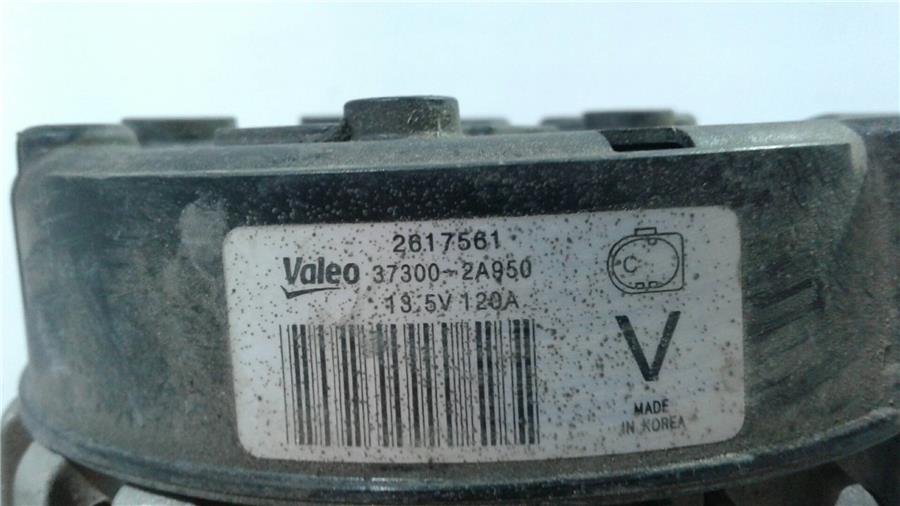 2617561
Valeo 37300-2A950
13.5V 120A
C
V
MADE
IN KOREA